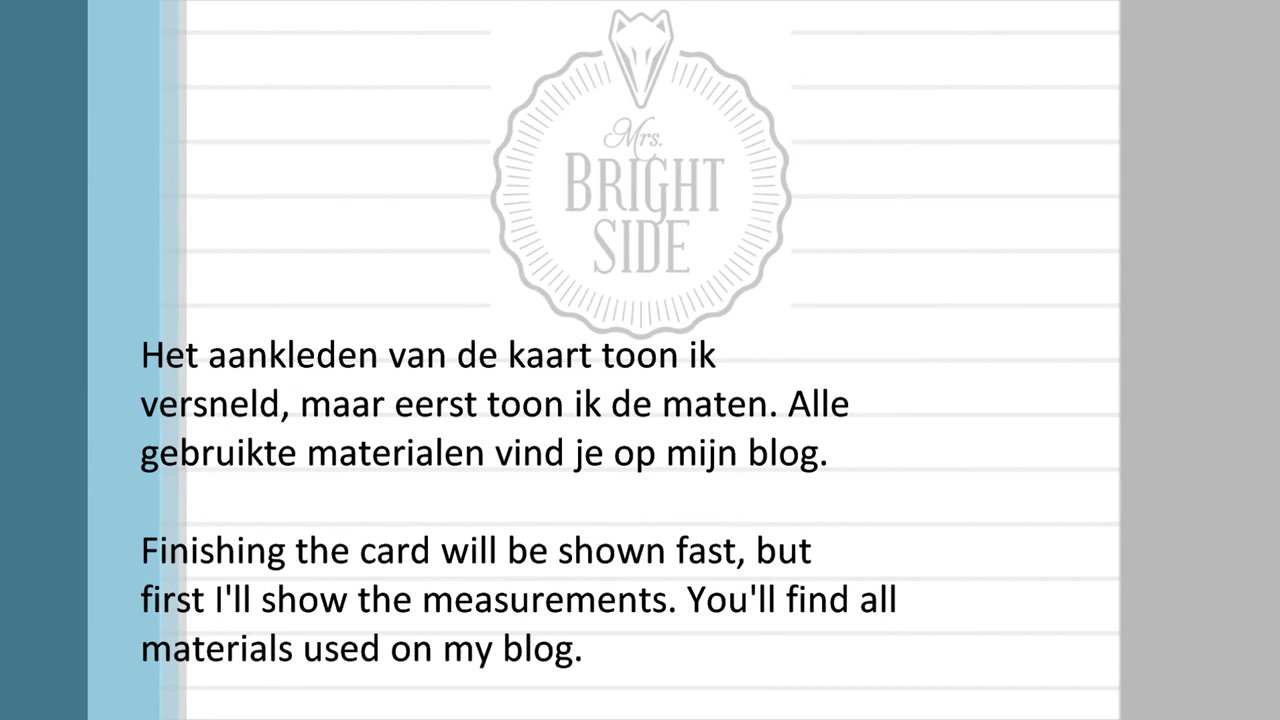 Mrs.
BRIGHT
SIDE
Het aankleden van de kaart toon ik
versneld, maar eerst toon ik de maten. Alle
gebruikte materialen vind je op mijn blog.
Finishing the card will be shown fast, but
first I'll show the measurements. You'll find all
materials used on my blog.